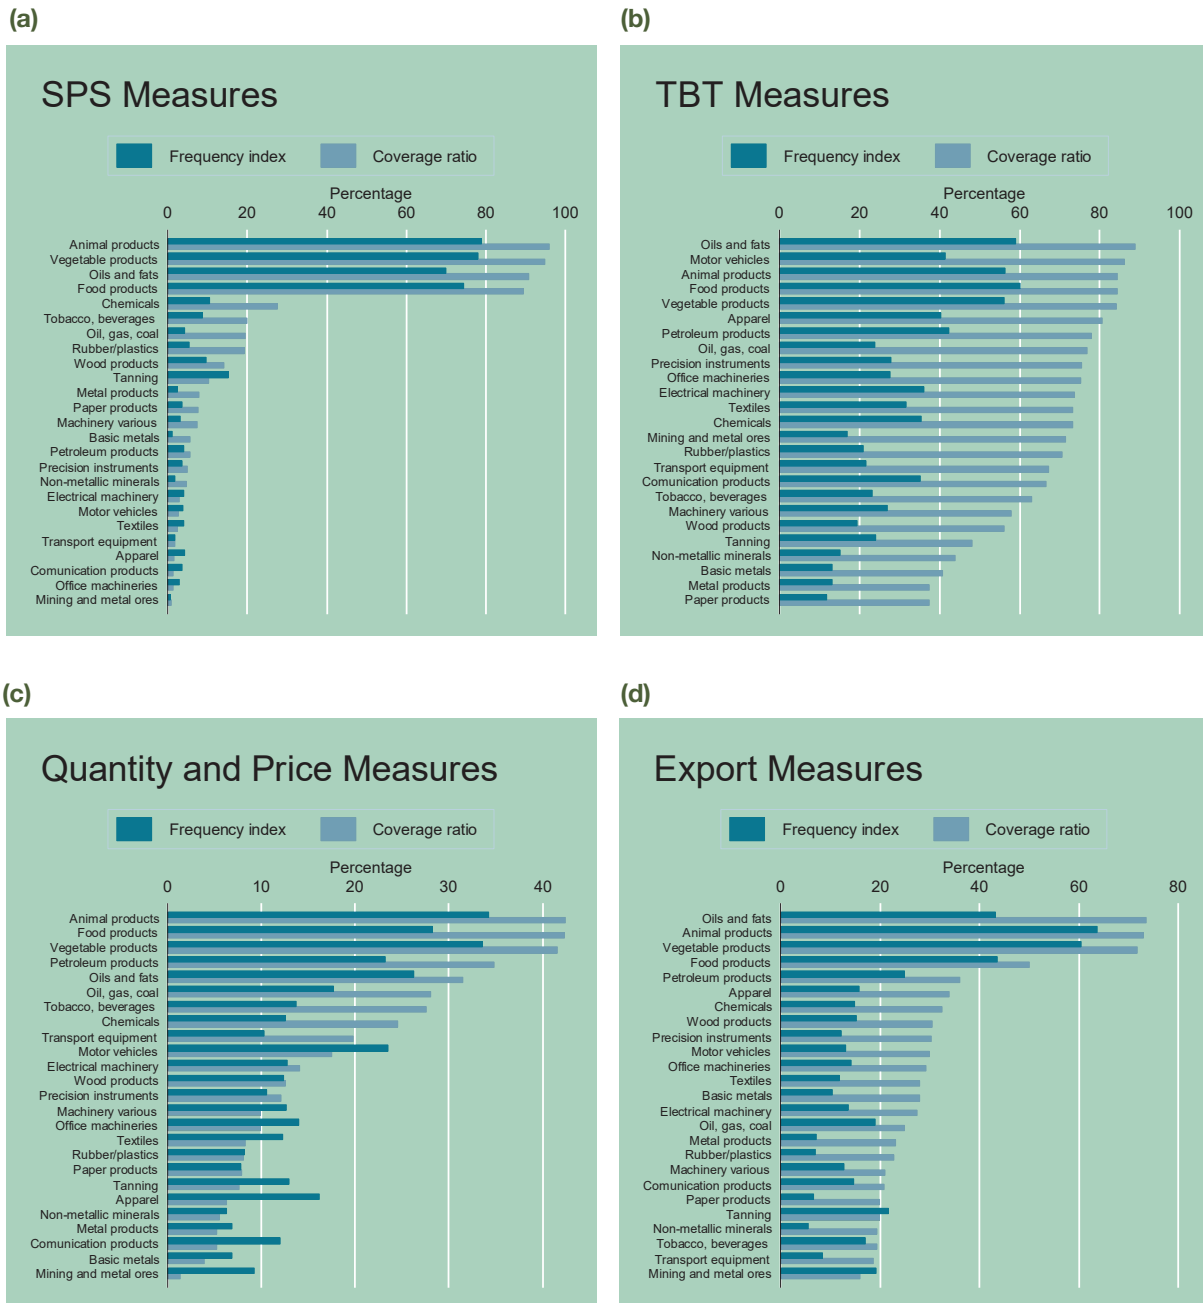 (a)
SPS Measures
Frequency index Coverage ratio
Percentage
0 20 40 60 80 100
Animal products
Vegetable products
Oils and fats
Food products
Chemicals
Tobacco, beverages
Oil, gas, coal
Rubber/plastics
Wood products
Tanning
Metal products
Paper products
Machinery various
Basic metals
Petroleum products
Precision instruments
Non-metallic minerals
Electrical machinery
Motor vehicles
Textiles
Transport equipment
Apparel
Comunication products
Office machineries
Mining and metal ores
(b)
TBT Measures
Frequency index Coverage ratio
Percentage
0 20 40 60 80 100
Oils and fats
Motor vehicles
Animal products
Food products
Vegetable products
Apparel
Petroleum products
Oil, gas, coal
Precision instruments
Office machineries
Electrical machinery
Textiles
Chemicals
Mining and metal ores
Rubber/plastics
Transport equipment
Comunication products
Tobacco, beverages
Machinery various
Wood products
Tanning
Non-metallic minerals
Basic metals
Metal products
Paper products
(c)
Quantity and Price Measures
Frequency index Coverage ratio
Percentage
0 10 20 30 40
Animal products
Food products
Vegetable products
Petroleum products
Oils and fats
Oil, gas, coal
Tobacco, beverages
Chemicals
Transport equipment
Motor vehicles
Electrical machinery
Wood products
Precision instruments
Machinery various
Office machineries
Textiles
Rubber/plastics
Paper products
Tanning
Apparel
Non-metallic minerals
Metal products
Comunication products
Basic metals
Mining and metal ores
(d)
Export Measures
Frequency index Coverage ratio
Percentage
0 20 40 60 80
Oils and fats
Animal products
Vegetable products
Food products
Petroleum products
Apparel
Chemicals
Wood products
Precision instruments
Motor vehicles
Office machineries
Textiles
Basic metals
Electrical machinery
Oil, gas, coal
Metal products
Rubber/plastics
Machinery various
Comunication products
Paper products
Tanning
Non-metallic minerals
Tobacco, beverages
Transport equipment
Mining and metal ores